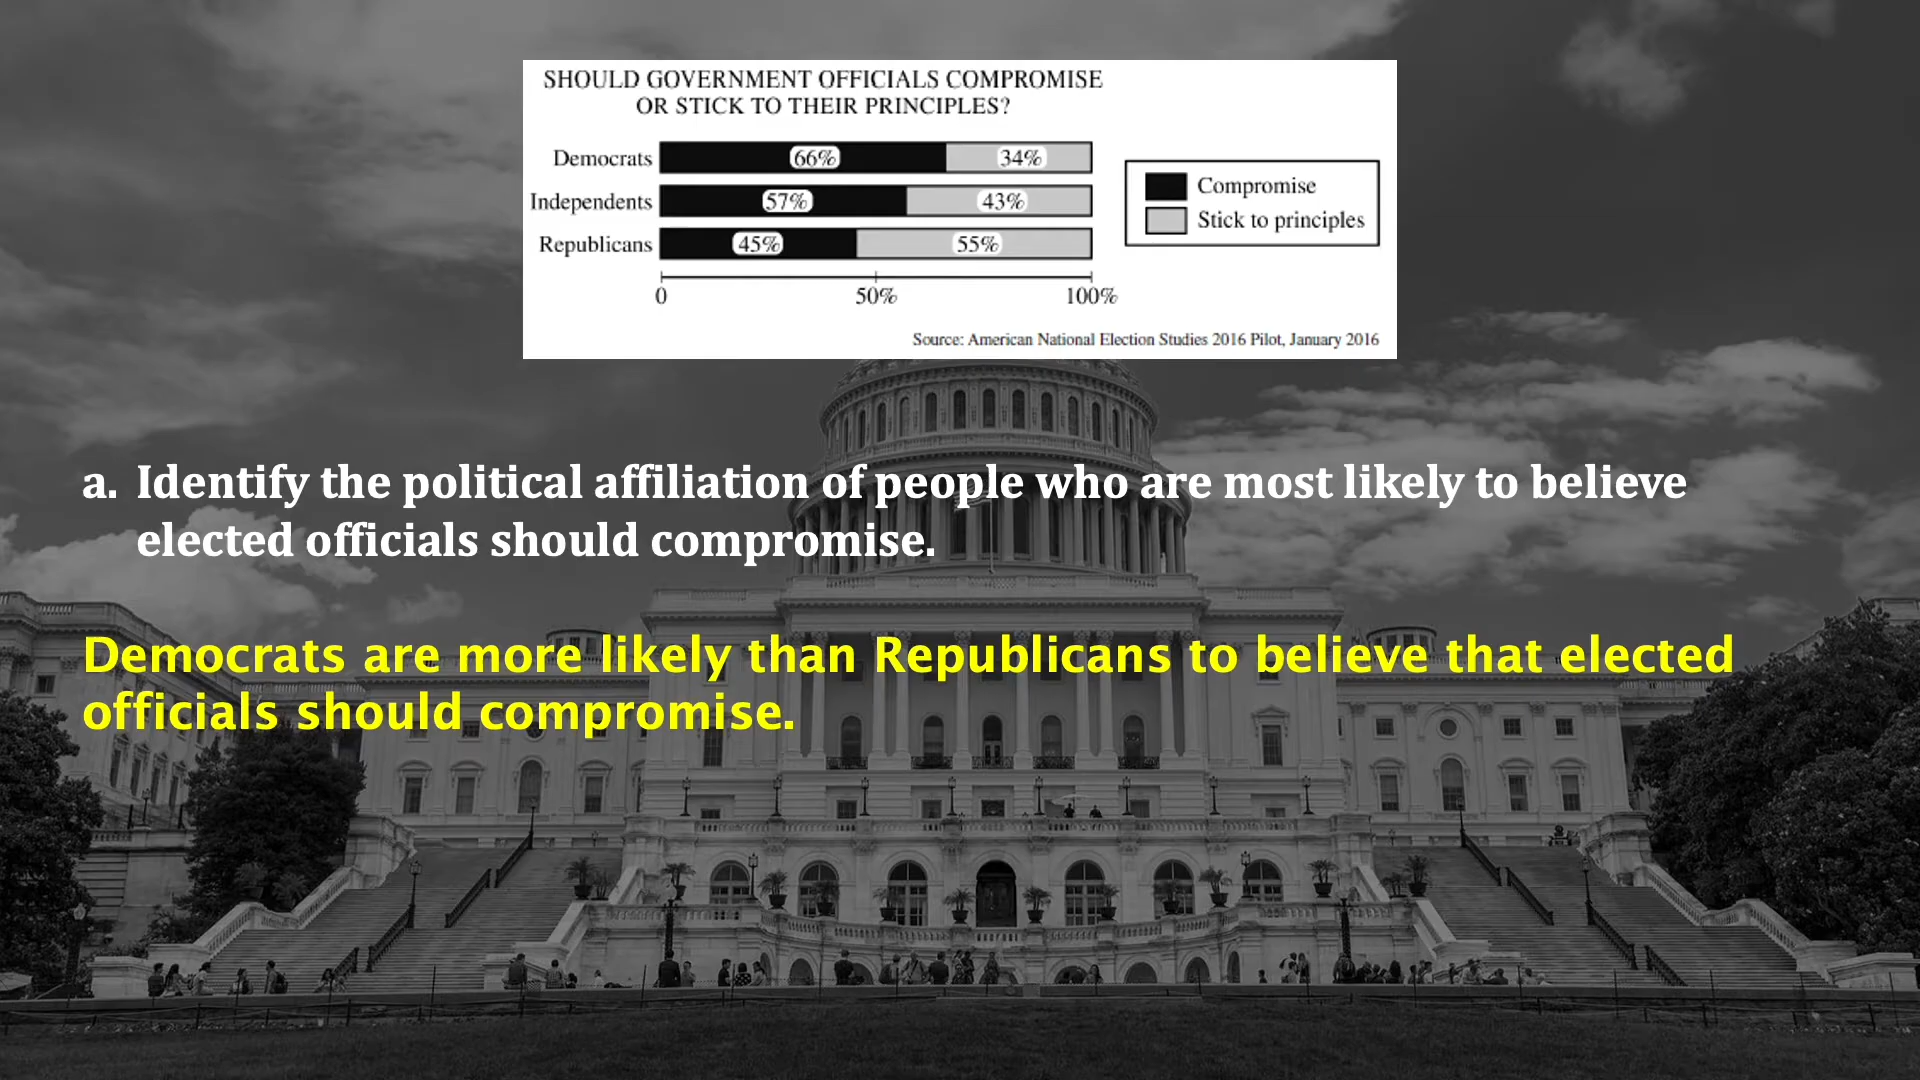 SHOULD GOVERNMENT OFFICIALS COMPROMISE
OR STICK TO THEIR PRINCIPLES?
Democrats 66% 34%
Independents 57% 43%
Republicans 45% 55%
0 50% 100%
Compromise
Stick to principles
Source: American National Election Studies 2016 Pilot, January 2016
a. Identify the political affiliation of people who are most likely to believe
elected officials should compromise.
Democrats are more likely than Republicans to believe that elected
officials should compromise.